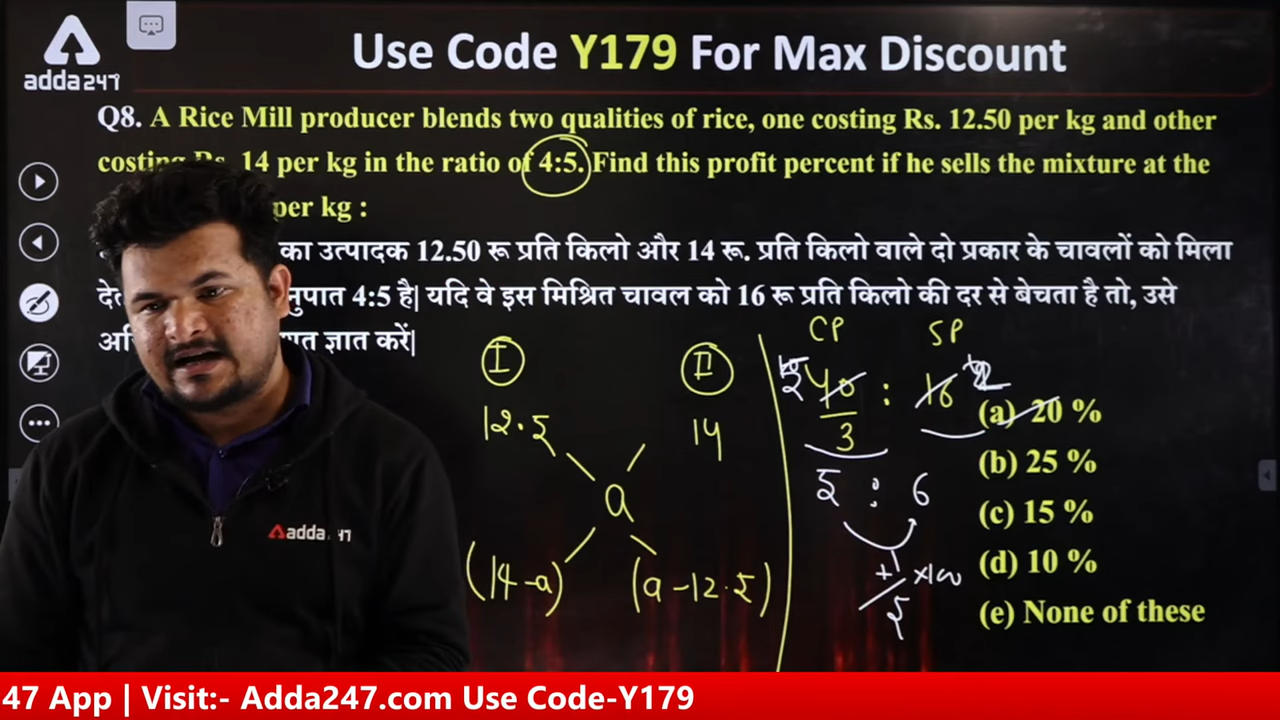 adda247
Use Code Y179 For Max Discount
Q8. A Rice Mill producer blends two qualities of rice, one costing Rs. 12.50 per kg and other
costing Rs. 14 per kg in the ratio of 4:5. Find this profit percent if he sells the mixture at the
per kg :
का उत्पादक 12.50 रू प्रति किलो और 14 रू. प्रति किलो वाले दो प्रकार के चावलों को मिला
4:5 है| यदि वे इस मिश्रित चावल को 16 रू प्रति किलो की दर से बेचता है तो, उसे
ज्ञात करें|
I II
12.5 14
a
(14-a) (a-12.5)
CP SP
5 40 : 16 2
3
5 : 6
+1 ×100
5
(a) 20 %
(b) 25 %
(c) 15 %
(d) 10 %
(e) None of these
adda247
47 App | Visit:- Adda247.com Use Code-Y179